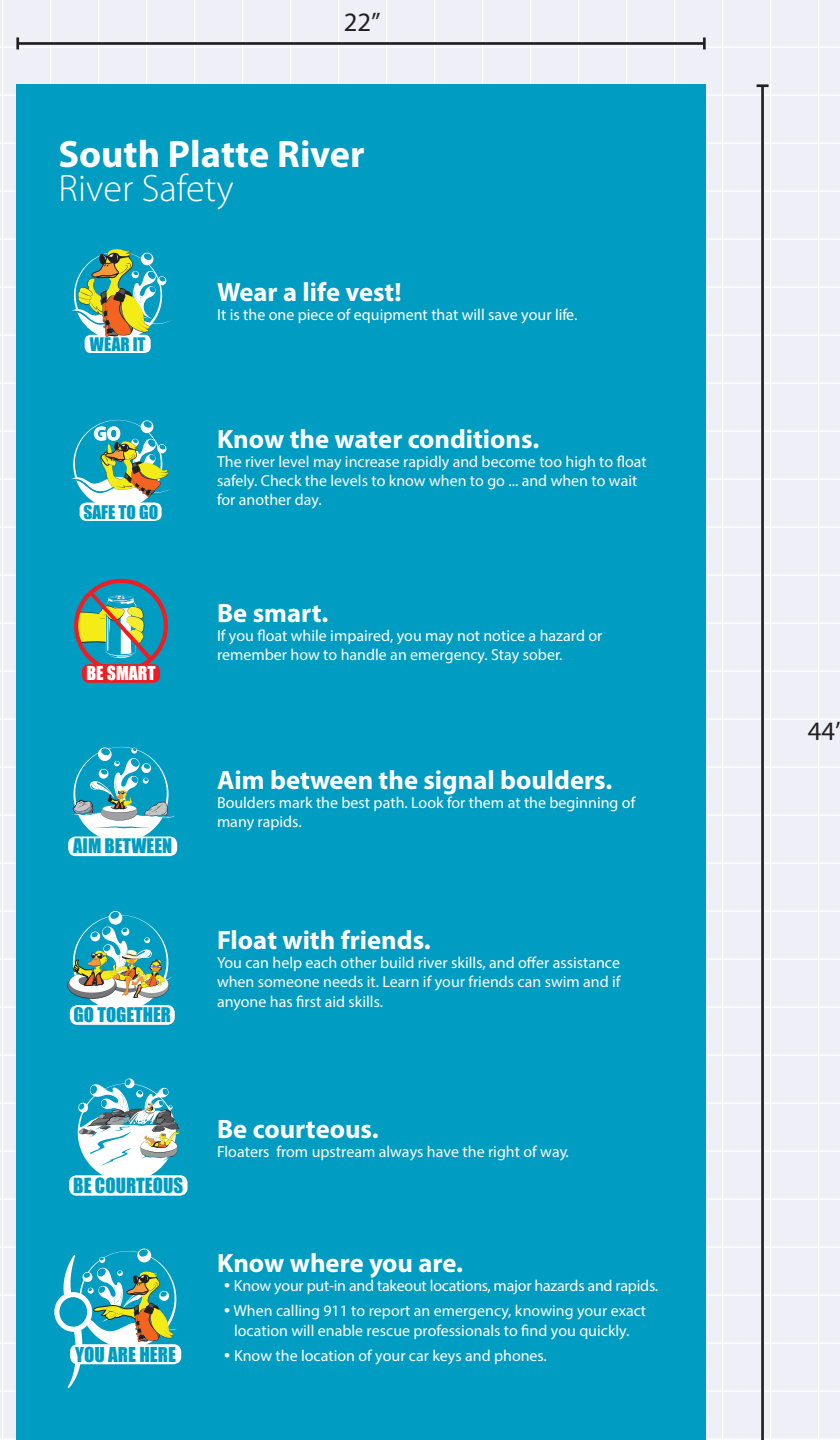 22”
South Platte River
River Safety
WEAR IT
Wear a life vest!
It is the one piece of equipment that will save your life.
GO
SAFE TO GO
Know the water conditions.
The river level may increase rapidly and become too high to float
safely. Check the levels to know when to go ... and when to wait
for another day.
BE SMART
Be smart.
If you float while impaired, you may not notice a hazard or
remember how to handle an emergency. Stay sober.
44”
AIM BETWEEN
Aim between the signal boulders.
Boulders mark the best path. Look for them at the beginning of
many rapids.
GO TOGETHER
Float with friends.
You can help each other build river skills, and offer assistance
when someone needs it. Learn if your friends can swim and if
anyone has first aid skills.
BE COURTEOUS
Be courteous.
Floaters from upstream always have the right of way.
YOU ARE HERE
Know where you are.
• Know your put-in and takeout locations, major hazards and rapids.
• When calling 911 to report an emergency, knowing your exact
location will enable rescue professionals to find you quickly.
• Know the location of your car keys and phones.